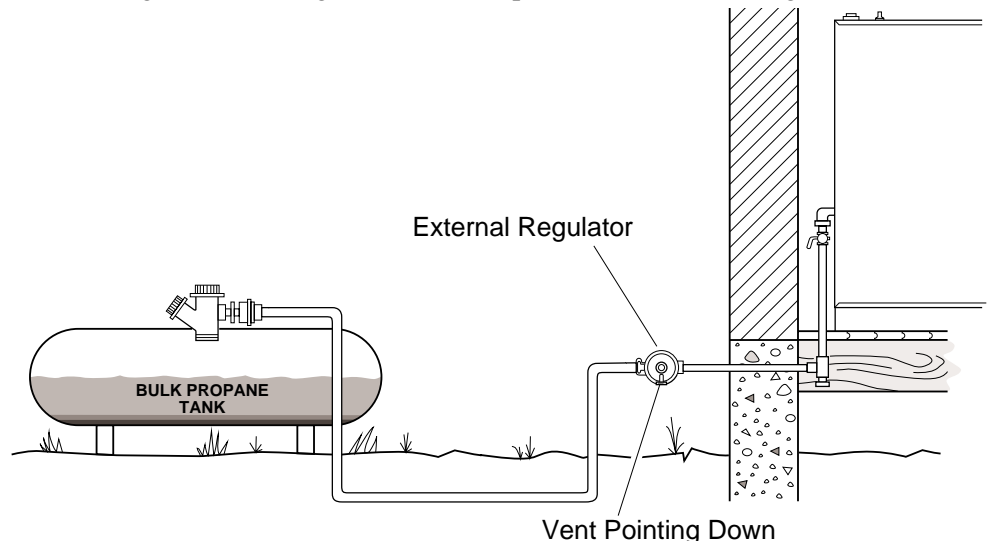 External Regulator
BULK PROPANE
TANK
Vent Pointing Down